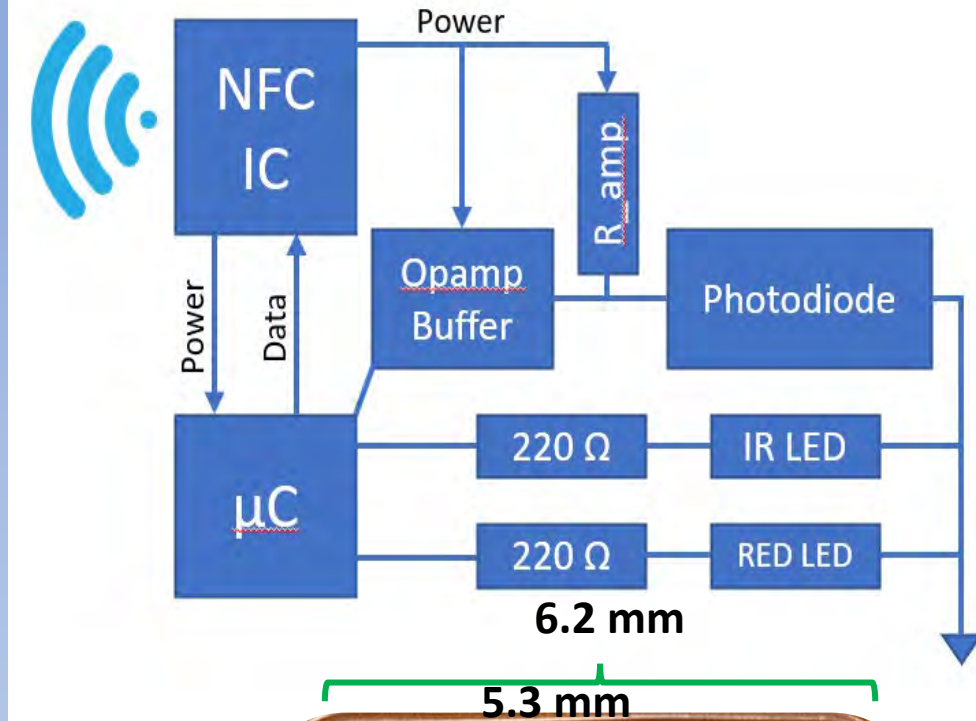 Power
NFC
IC
R_amp
Power
Data
Opamp
Buffer
Photodiode
µC
220 Ω
IR LED
220 Ω
RED LED
6.2 mm
5.3 mm